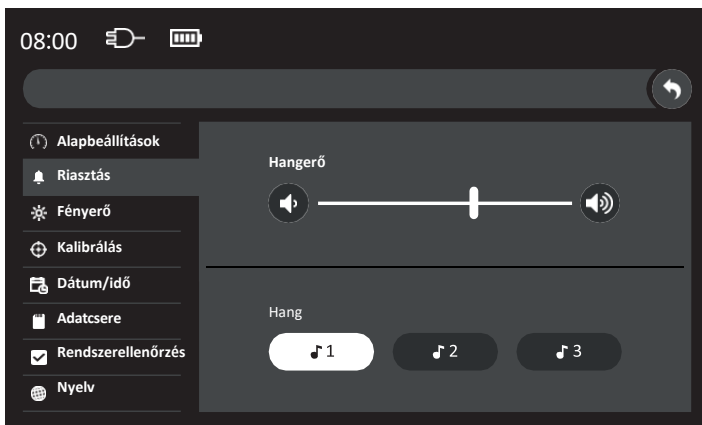 08:00
Alapbeállítások
Riasztás
Fényerő
Kalibrálás
Dátum/idő
Adatcsere
Rendszerellenőrzés
Nyelv
Hangerő
Hang
1
2
3